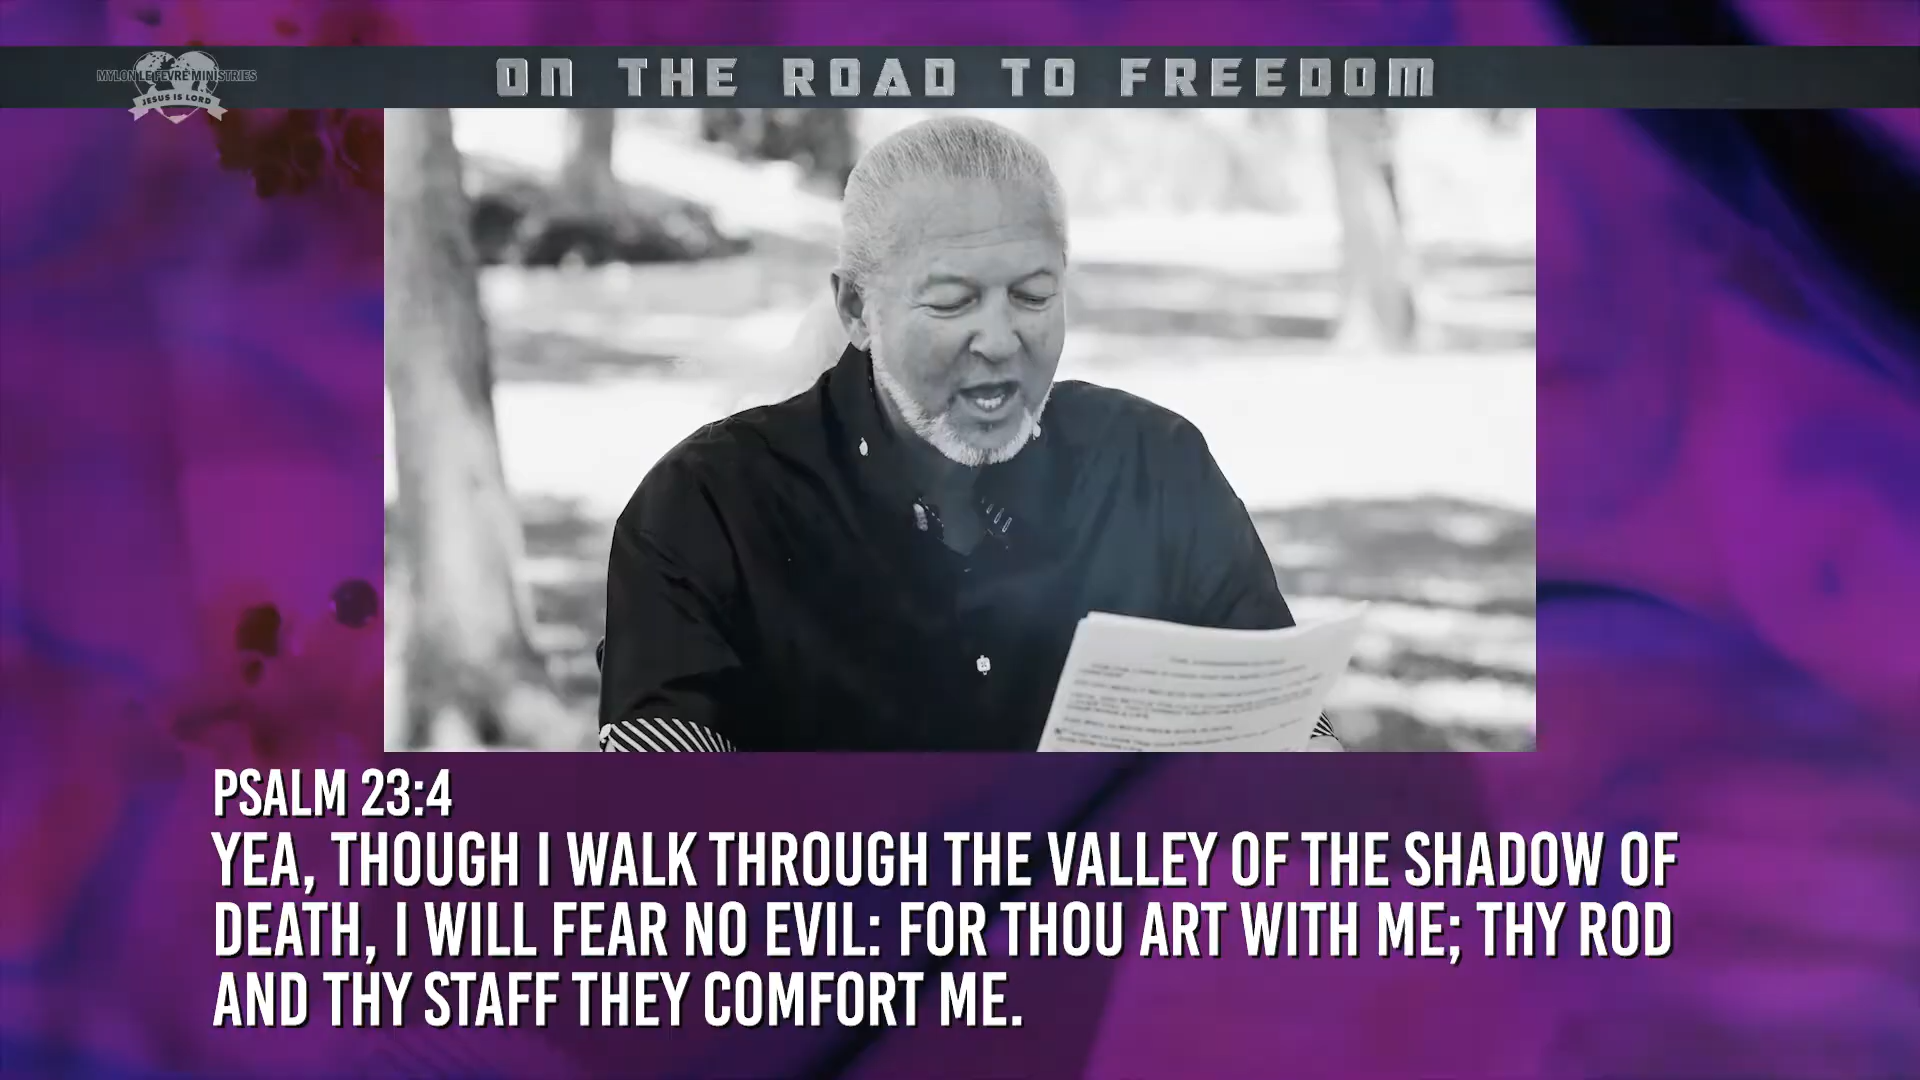 MYLON LE FEVRE MINISTRIES
JESUS IS LORD
ON THE ROAD TO FREEDOM
PSALM 23:4
YEA, THOUGH I WALK THROUGH THE VALLEY OF THE SHADOW OF
DEATH, I WILL FEAR NO EVIL: FOR THOU ART WITH ME; THY ROD
AND THY STAFF THEY COMFORT ME.